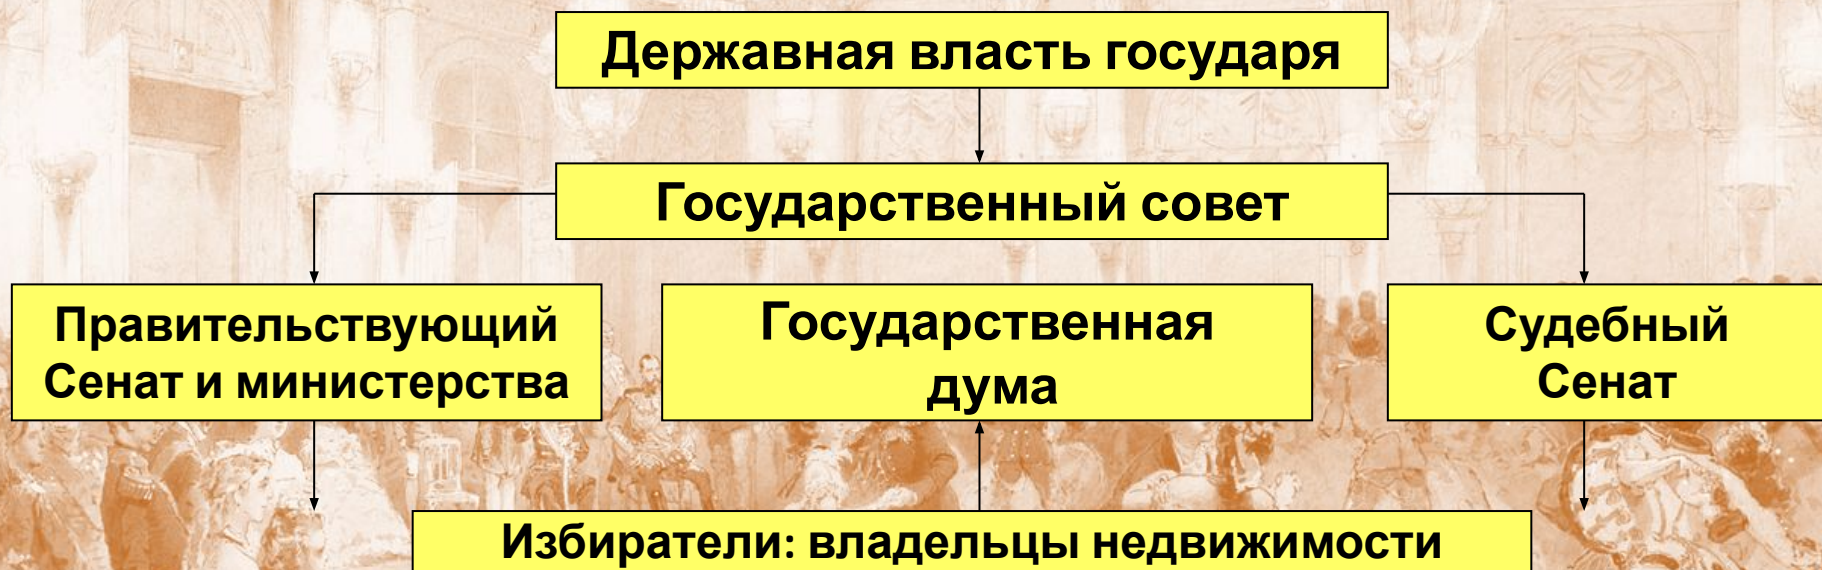 Державная власть государя
Государственный совет
Правительствующий
Сенат и министерства
Государственная
дума
Судебный
Сенат
Избиратели: владельцы недвижимости